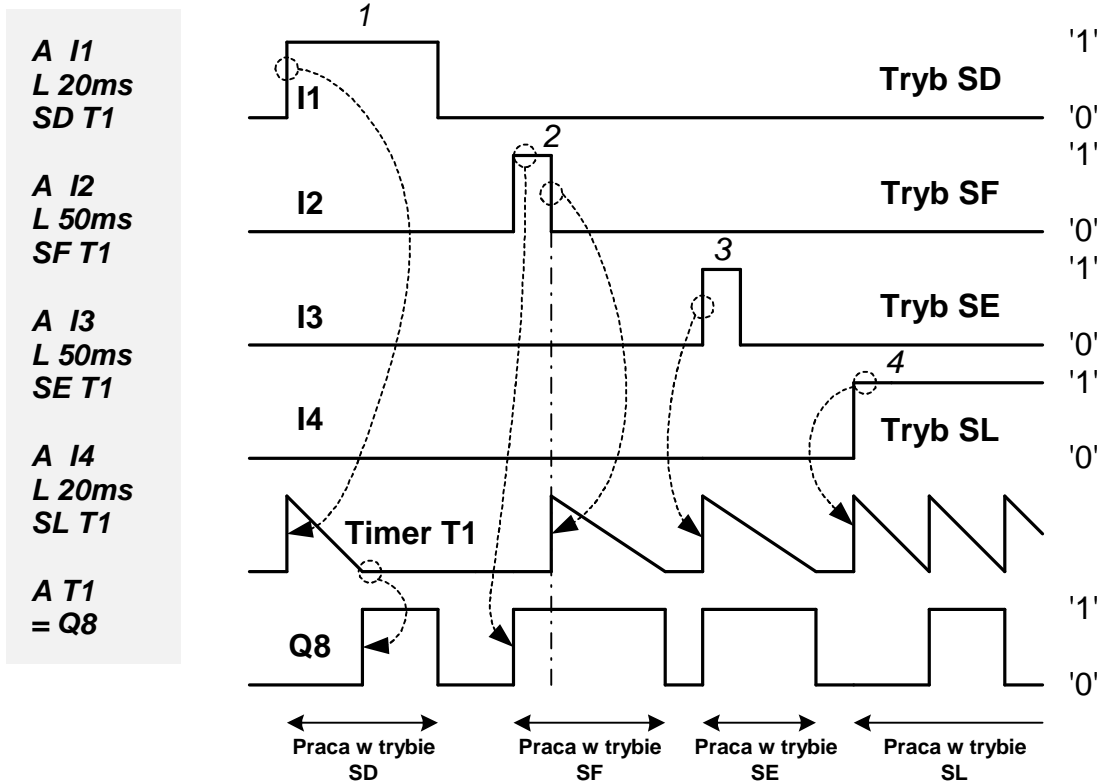 A I1
L 20ms
SD T1
A I2
L 50ms
SF T1
A I3
L 50ms
SE T1
A I4
L 20ms
SL T1
A T1
= Q8
1
'1'
I1
Tryb SD
'0'
2
'1'
I2
Tryb SF
'0'
3
'1'
I3
Tryb SE
'0'
4
'1'
I4
Tryb SL
'0'
Timer T1
'1'
Q8
'0'
Praca w trybie
SD
Praca w trybie
SF
Praca w trybie
SE
Praca w trybie
SL